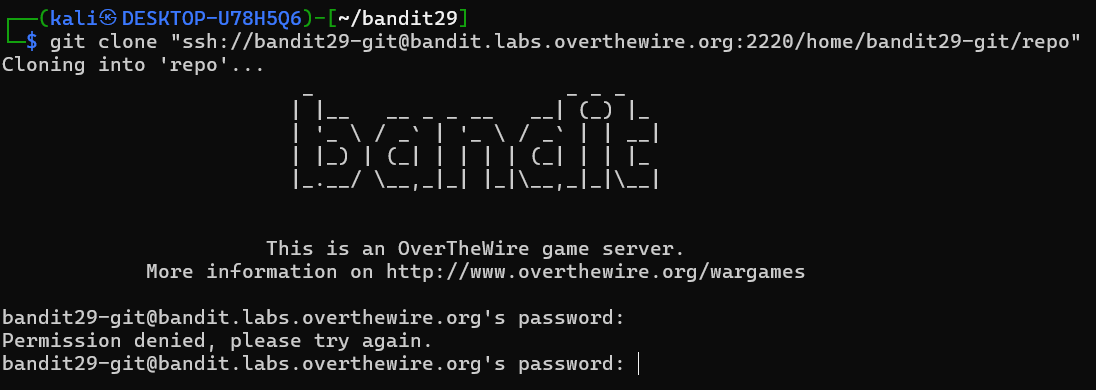 ┌──(kali㉿DESKTOP-U78H5Q6)-[~/bandit29]
└─$ git clone "ssh://bandit29-git@bandit.labs.overthewire.org:2220/home/bandit29-git/repo"
Cloning into 'repo'...
                         _                     _ _ _
                        | |__   __ _ _ __   __| (_) |_
                        | '_ \ / _` | '_ \ / _` | | __|
                        | |_) | (_| | | | | (_| | | |_
                        |_.__/ \__,_|_| |_|\__,_|_|\__|
                      This is an OverTheWire game server.
            More information on http://www.overthewire.org/wargames
bandit29-git@bandit.labs.overthewire.org's password:
Permission denied, please try again.
bandit29-git@bandit.labs.overthewire.org's password: